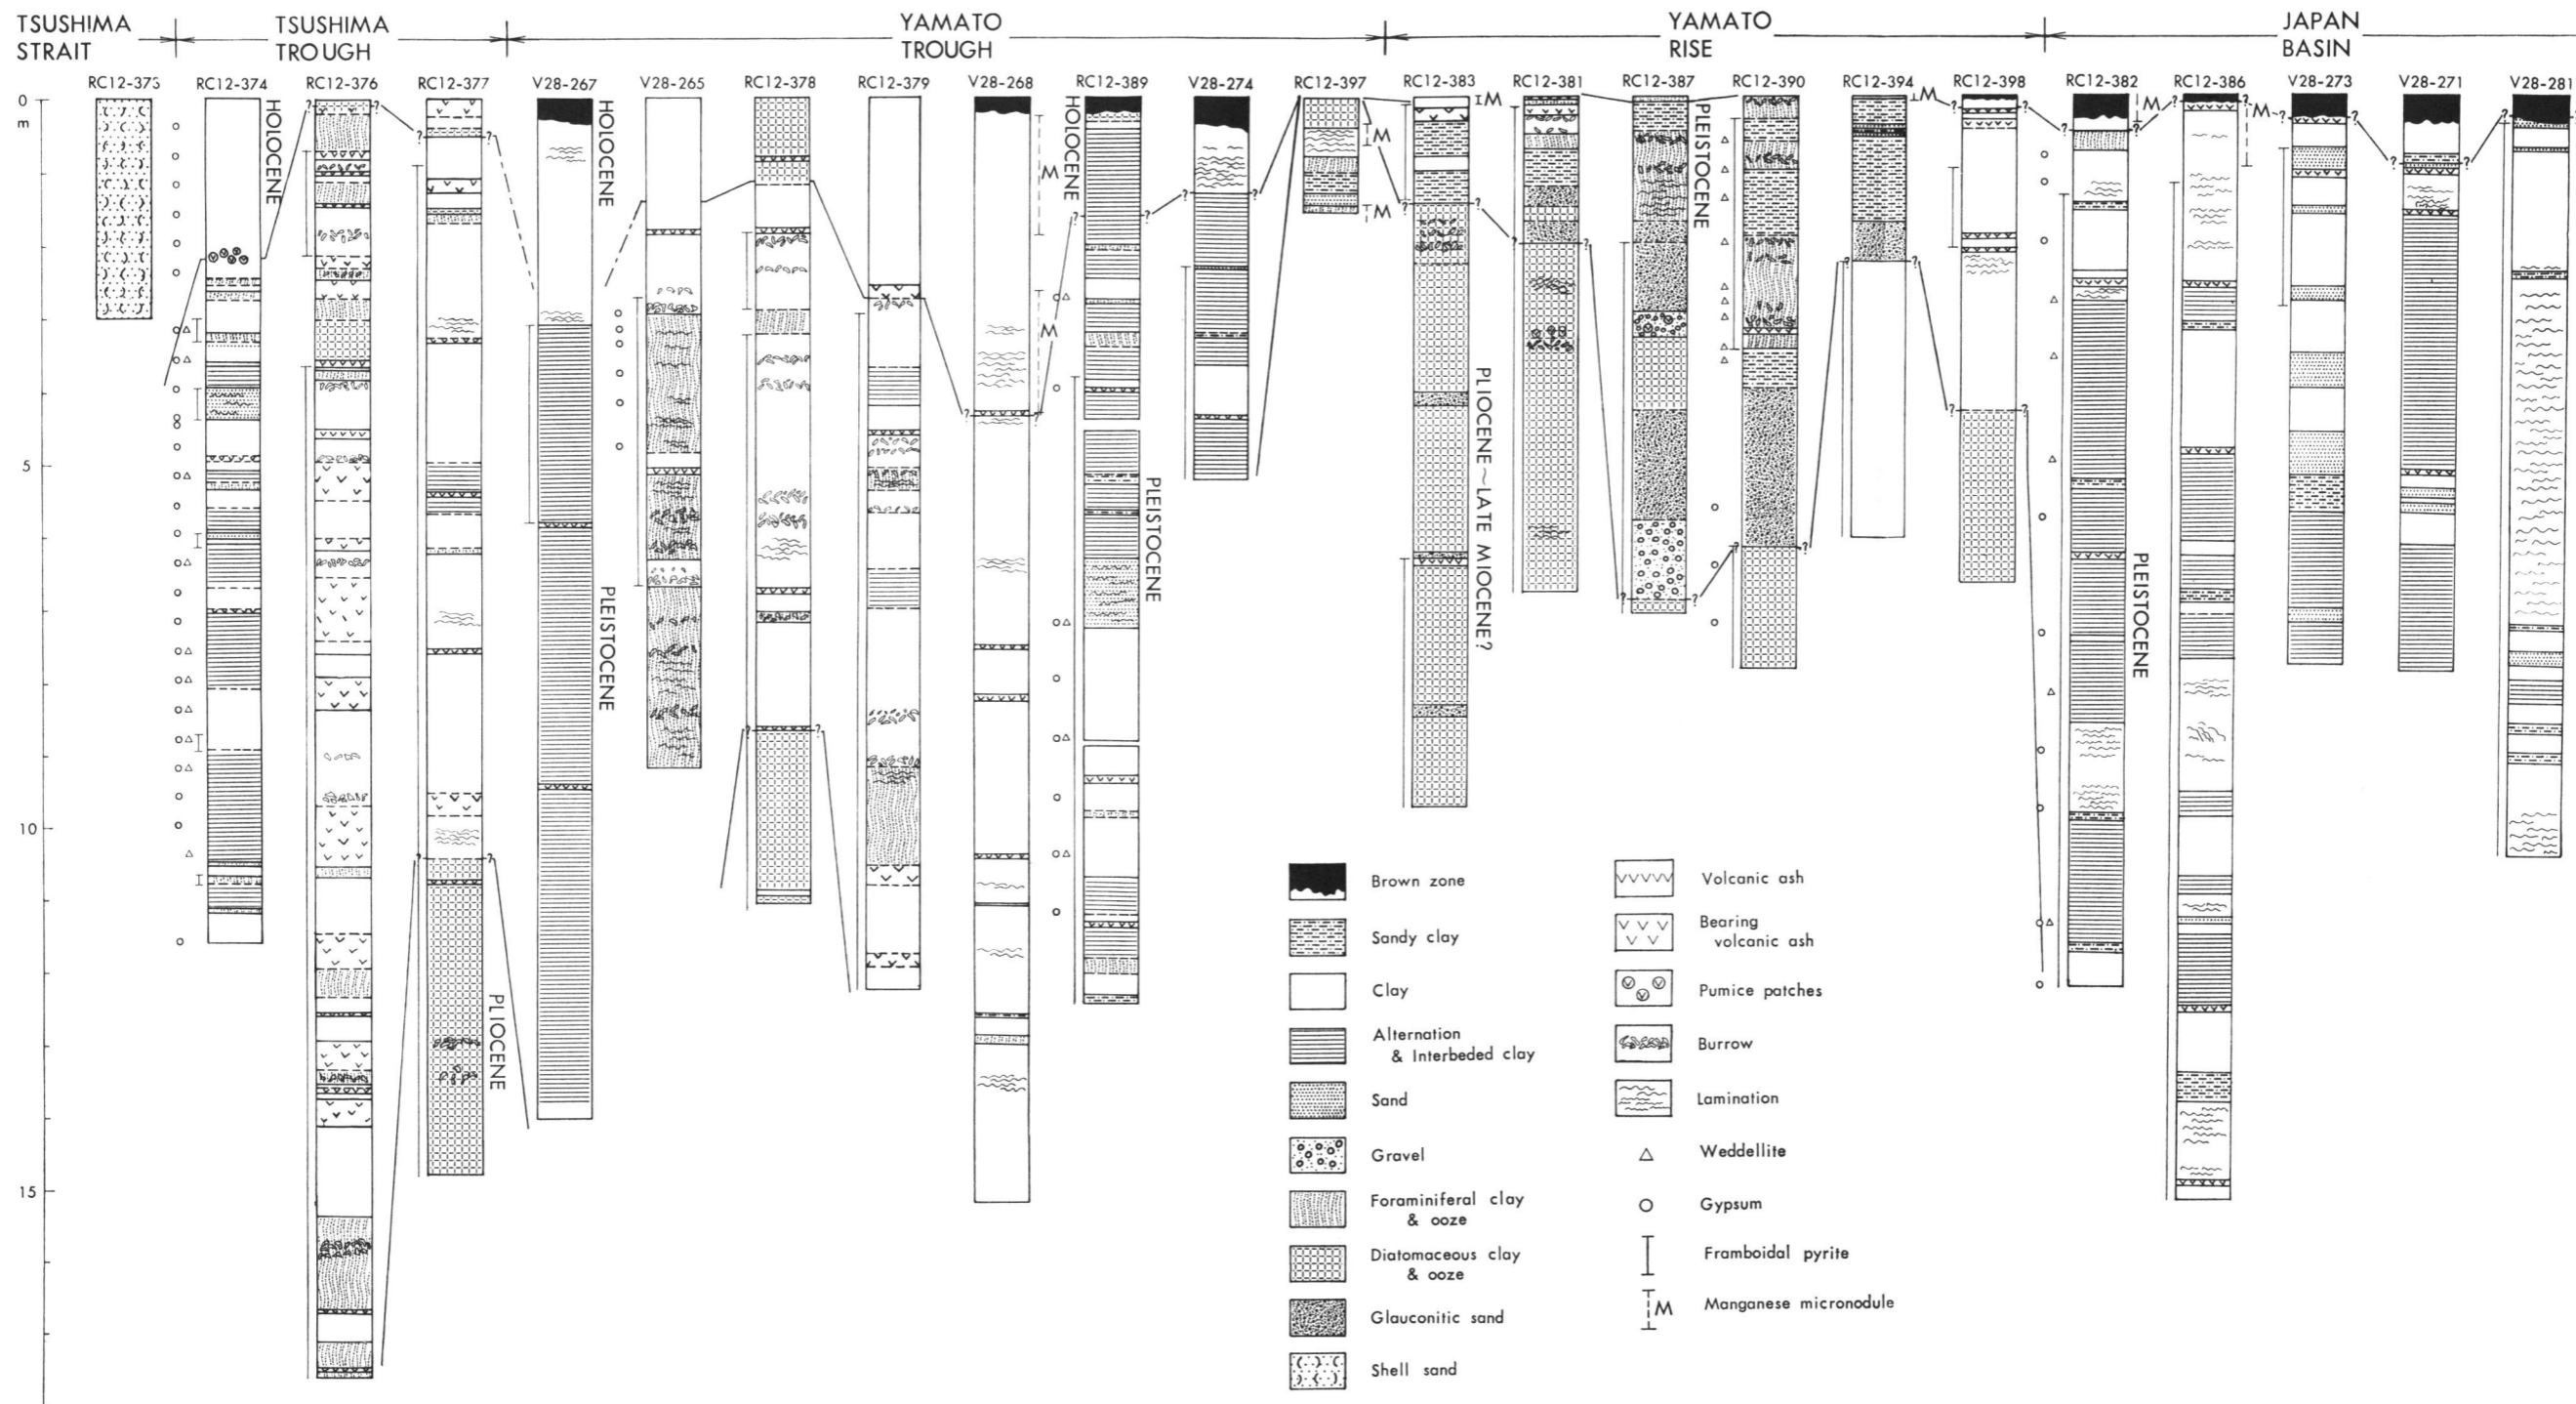 TSUSHIMA
STRAIT
TSUSHIMA
TROUGH
YAMATO
TROUGH
YAMATO
RISE
JAPAN
BASIN
RC12-375
RC12-374
RC12-376
RC12-377
V28-267
V28-265
RC12-378
RC12-379
V28-268
RC12-389
V28-274
RC12-397
RC12-383
RC12-381
RC12-387
RC12-390
RC12-394
RC12-398
RC12-382
RC12-386
V28-273
V28-271
V28-281
0
m
5
10
15
HOLOCENE
HOLOCENE
HOLOCENE
PLEISTOCENE
PLEISTOCENE
PLEISTOCENE
PLEISTOCENE
PLIOCENE
PLIOCENE~LATE MIOCENE?
M
M
M
M
M
M
M
M
Brown zone
Sandy clay
Clay
Alternation
& Interbeded clay
Sand
Gravel
Foraminiferal clay
& ooze
Diatomaceous clay
& ooze
Glauconitic sand
Shell sand
Volcanic ash
Bearing
volcanic ash
Pumice patches
Burrow
Lamination
Weddellite
Gypsum
Framboidal pyrite
M
Manganese micronodule